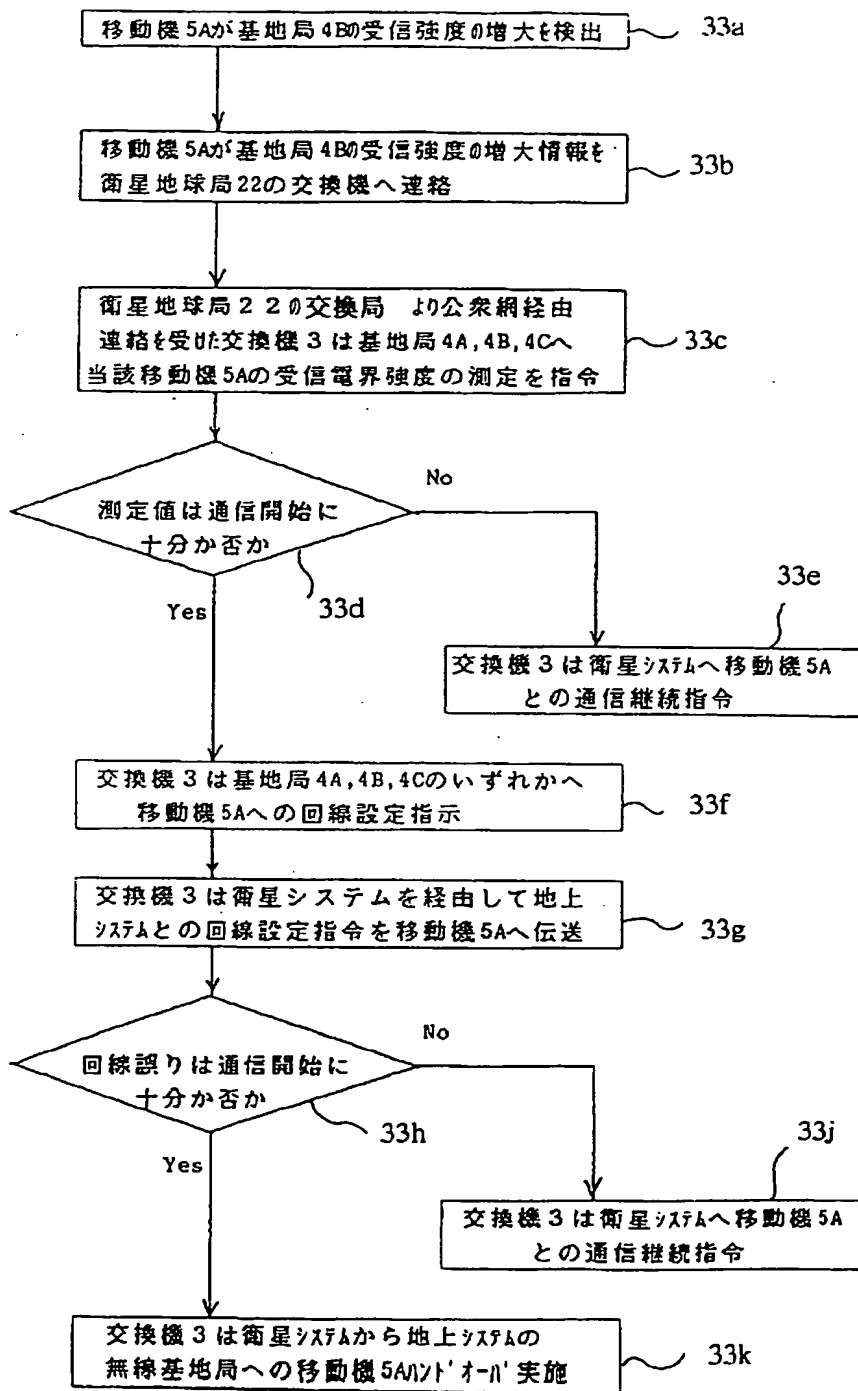 移動機5Aが基地局4Bの受信強度の増大を検出
33a
移動機5Aが基地局4Bの受信強度の増大情報を
衛星地球局22の交換機へ連絡
33b
衛星地球局22の交換局 より公衆網経由
連絡を受けた交換機3は基地局4A,4B,4Cへ
当該移動機5Aの受信電界強度の測定を指令
33c
測定値は通信開始に
十分か否か
No
33d
Yes
33e
交換機3は衛星システムへ移動機5A
との通信継続指令
交換機3は基地局4A,4B,4Cのいずれかへ
移動機5Aへの回線設定指示
33f
交換機3は衛星システムを経由して地上
システムとの回線設定指令を移動機5Aへ伝送
33g
回線誤りは通信開始に
十分か否か
No
33h
Yes
33j
交換機3は衛星システムへ移動機5A
との通信継続指令
交換機3は衛星システムから地上システムの
無線基地局への移動機5Aハンドオーバ実施
33k